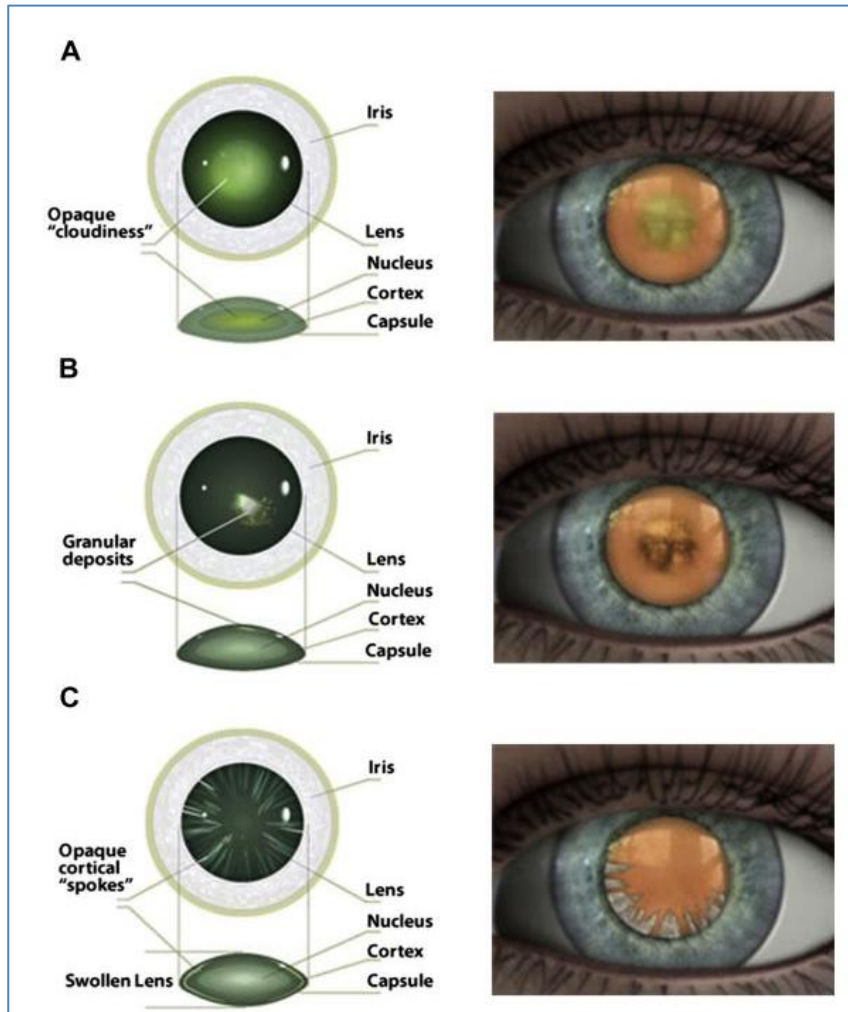 A
Iris
Opaque
“cloudiness”
Lens
Nucleus
Cortex
Capsule
B
Iris
Granular
deposits
Lens
Nucleus
Cortex
Capsule
C
Iris
Opaque
cortical
“spokes”
Lens
Nucleus
Cortex
Swollen Lens
Capsule